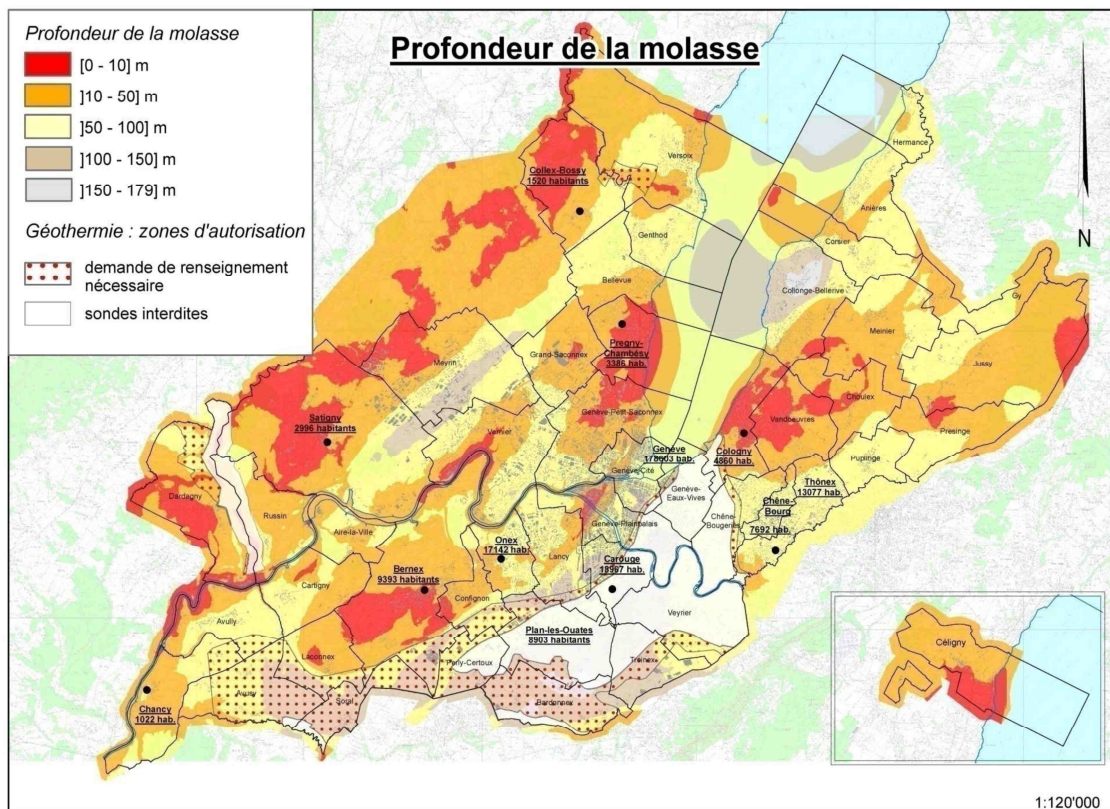 Profondeur de la molasse
Profondeur de la molasse
[0 - 10] m
]10 - 50] m
]50 - 100] m
]100 - 150] m
]150 - 179] m
Géothermie : zones d'autorisation
demande de renseignement
nécessaire
sondes interdites
N
Hermance
Versoix
Collex-Bossy
1520 habitants
Anières
Genthod
Corsier
Bellevue
Collonge-Bellerive
Gy
Meinier
Pregny-
Chambésy
3386 hab.
Grand-Saconnex
Meyrin
Jussy
Choulex
Vandoeuvres
Genève-Petit-Saconnex
Satigny
2996 habitants
Presinge
Vernier
Genève
178603 hab.
Cologny
4860 hab.
Puplinge
Genève-Cité
Genève-
Eaux-Vives
Thônex
13077 hab.
Chêne-
Bourg
7692 hab.
Dardagny
Russin
Chêne-
Bougeries
Genève-Plainpalais
Aire-la-Ville
Onex
17142 hab.
Lancy
Carouge
18967 hab.
Bernex
9393 habitants
Cartigny
Confignon
Veyrier
Avully
Plan-les-Ouates
8903 habitants
Laconnex
Perly-Certoux
Troinex
Avusy
Soral
Bardonnex
Chancy
1022 hab.
Céligny
1:120'000